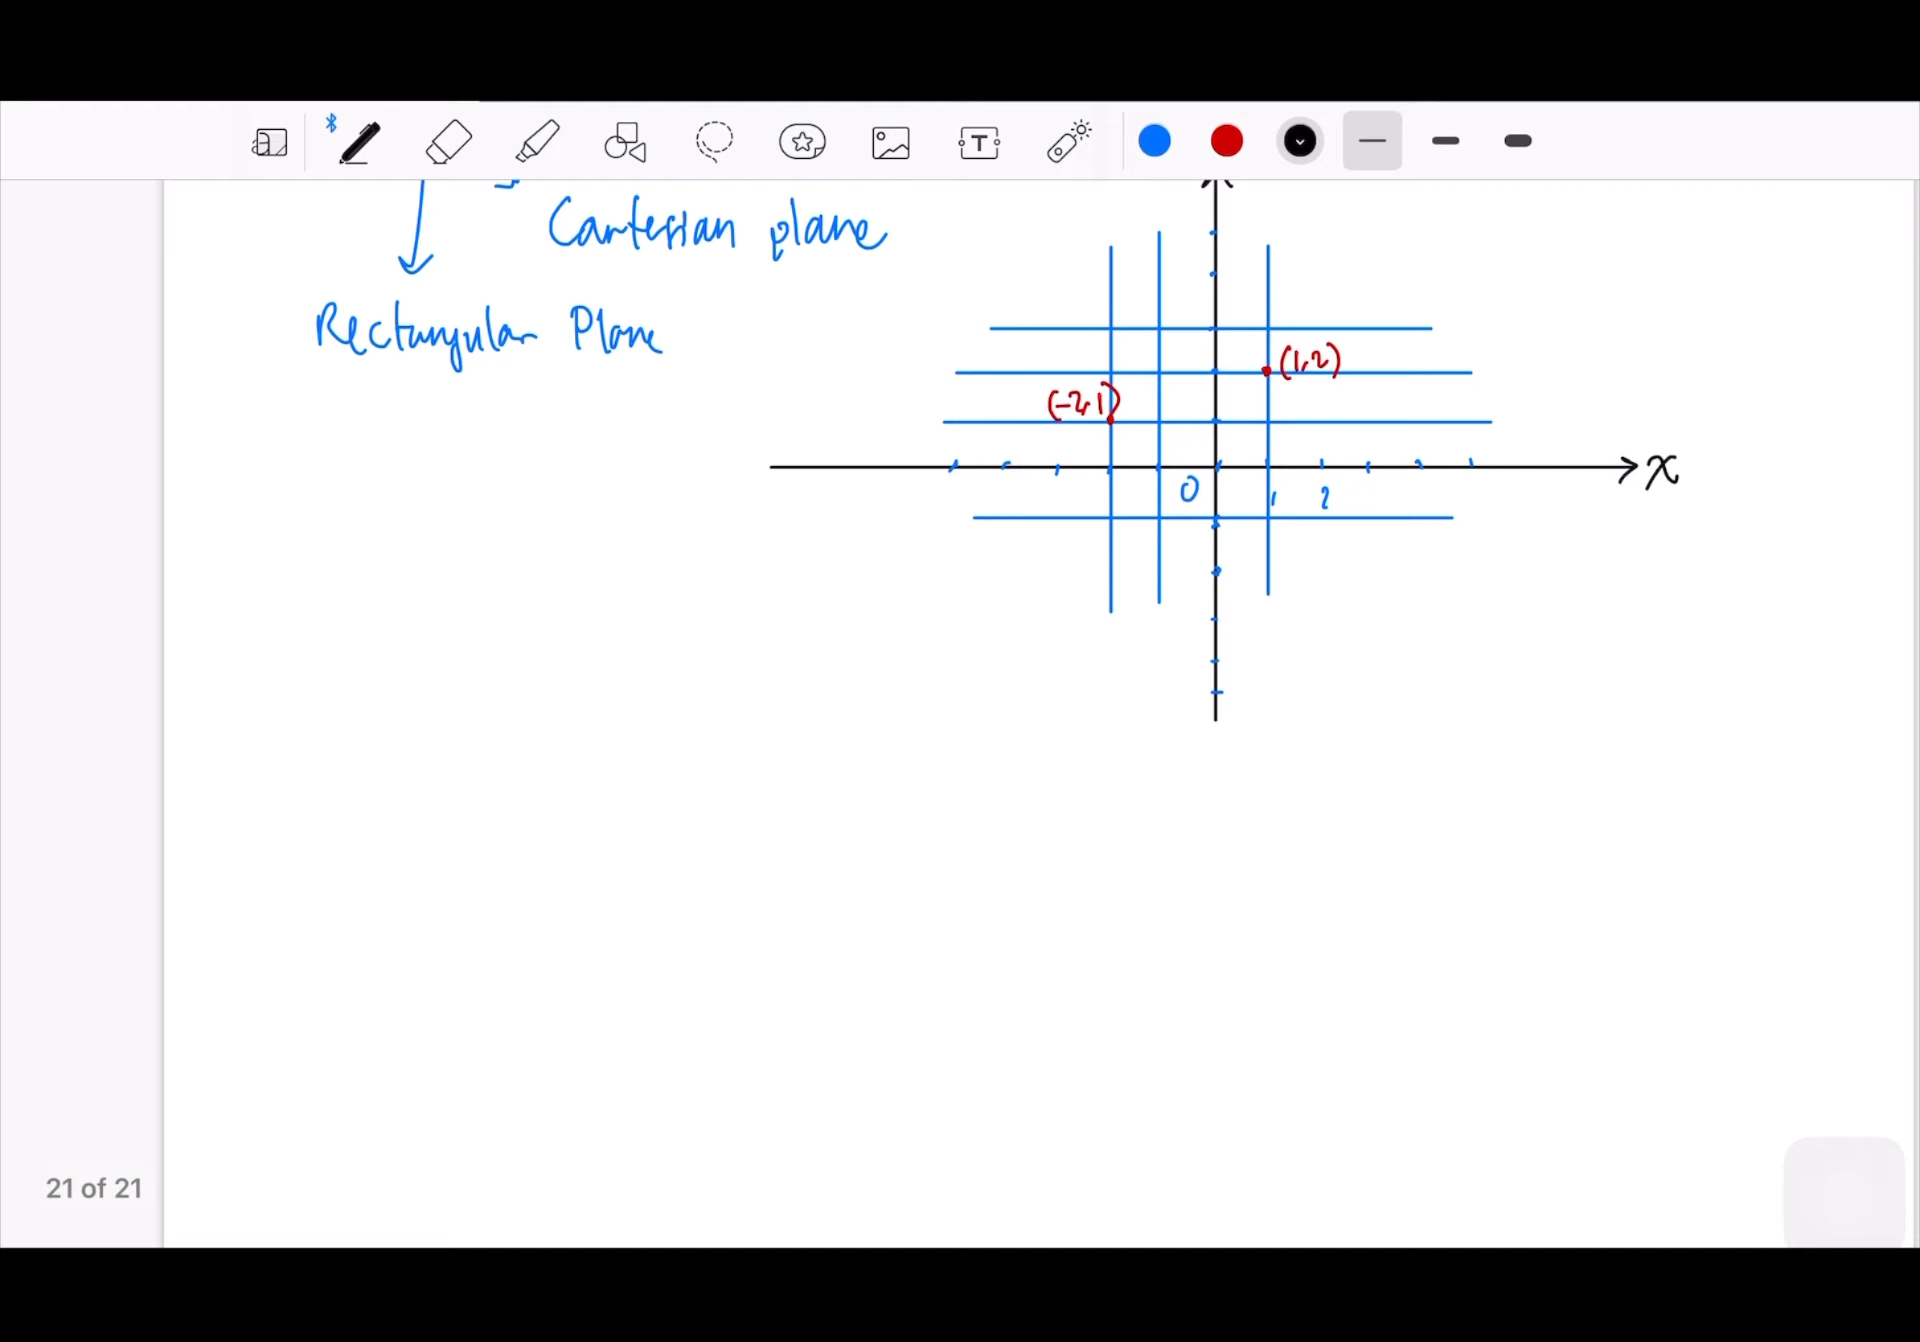 Cartesian plane
Rectangular Plane
(1,2)
(-2,1)
x
0 1 2
21 of 21
T